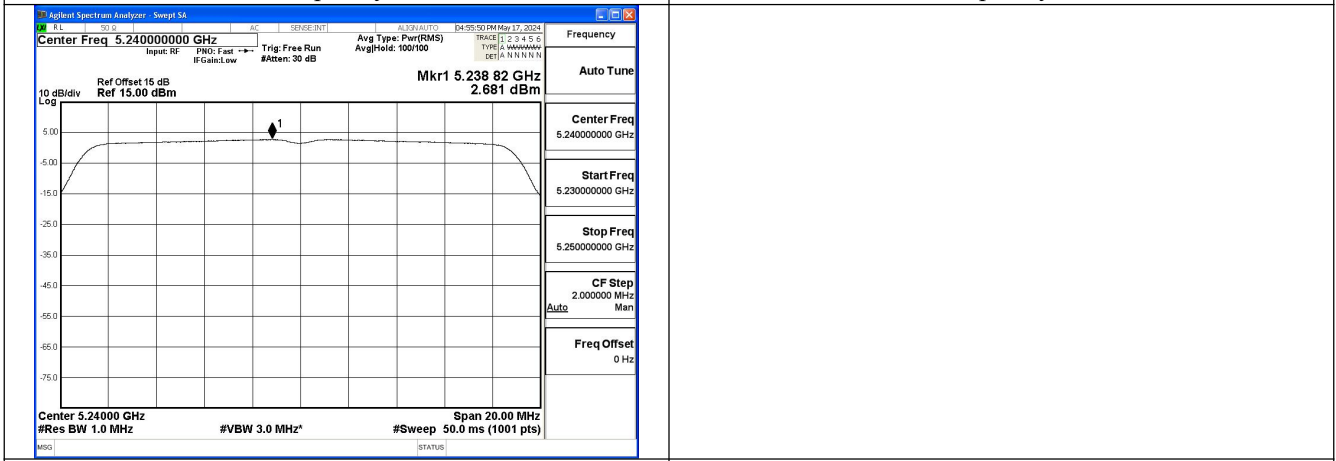 Agilent Spectrum Analyzer - Swept SA
RL 50 Ω AC SENSE:INT ALIGN AUTO 04:55:50 PM May 17, 2024
Center Freq 5.240000000 GHz
Input: RF PNO: Fast Trig: Free Run Avg Type: Pwr(RMS) TRACE 1 2 3 4 5 6
IFGain:Low #Atten: 30 dB Avg|Hold: 100/100 TYPE A WWWWW
DET A N N N N N
Frequency
Auto Tune
Mkr1 5.238 82 GHz
Ref Offset 15 dB
10 dB/div Ref 15.00 dBm 2.681 dBm
Log
1
5.00
-5.00
-15.0
-25.0
-35.0
-45.0
-55.0
-65.0
-75.0
Center Freq
5.240000000 GHz
Start Freq
5.230000000 GHz
Stop Freq
5.250000000 GHz
CF Step
2.000000 MHz
Auto Man
Freq Offset
0 Hz
Center 5.24000 GHz Span 20.00 MHz
#Res BW 1.0 MHz #VBW 3.0 MHz* #Sweep 50.0 ms (1001 pts)
MSG STATUS